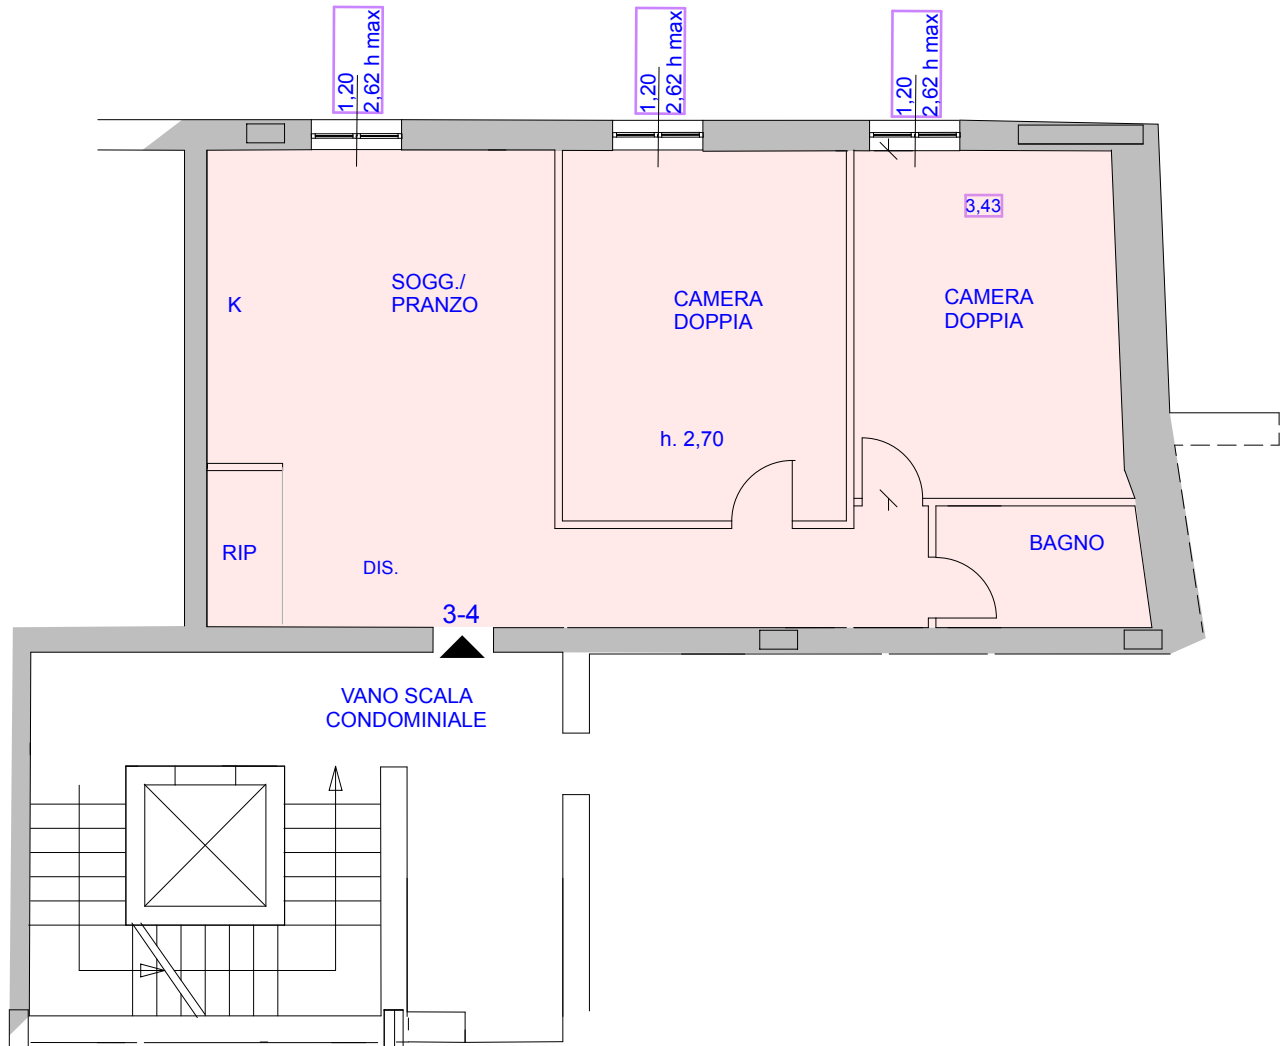 1,20
2,62 h max
1,20
2,62 h max
1,20
2,62 h max
3,43
K
SOGG./
PRANZO
CAMERA
DOPPIA
CAMERA
DOPPIA
h. 2,70
RIP
DIS.
BAGNO
3-4
VANO SCALA
CONDOMINIALE